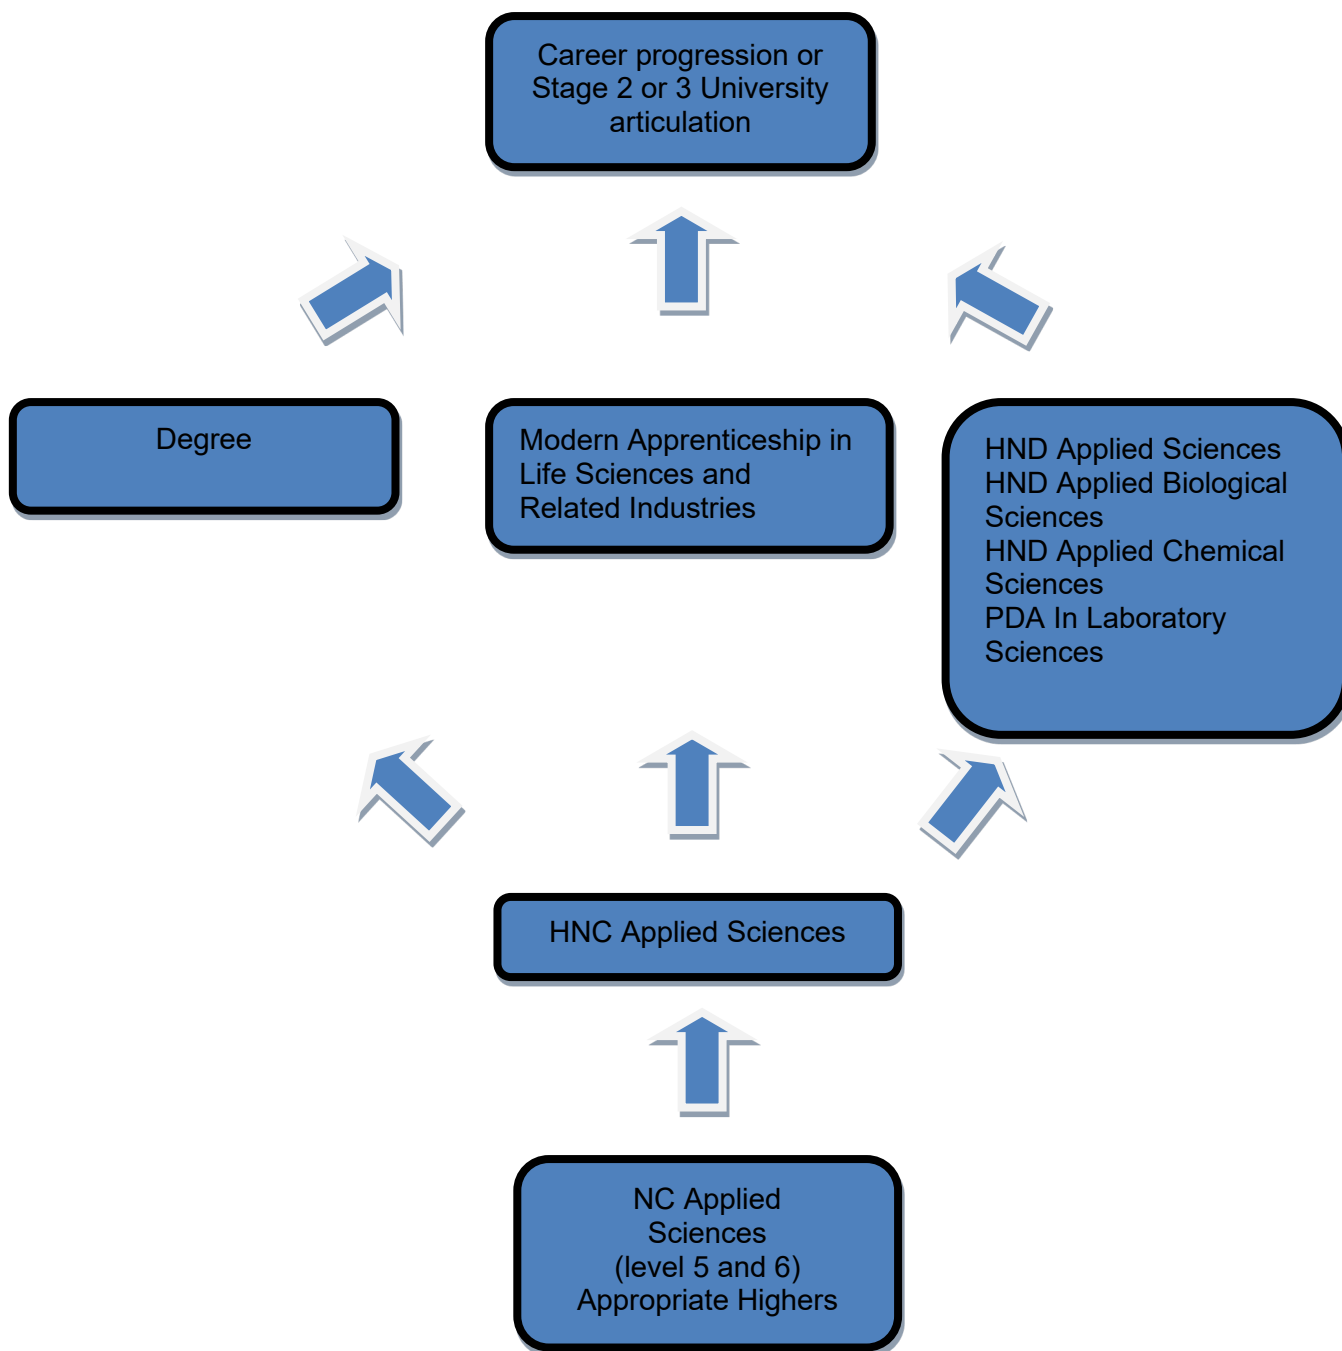 Career progression or
Stage 2 or 3 University
articulation
Degree
Modern Apprenticeship in
Life Sciences and
Related Industries
HND Applied Sciences
HND Applied Biological
Sciences
HND Applied Chemical
Sciences
PDA In Laboratory
Sciences
HNC Applied Sciences
NC Applied
Sciences
(level 5 and 6)
Appropriate Highers